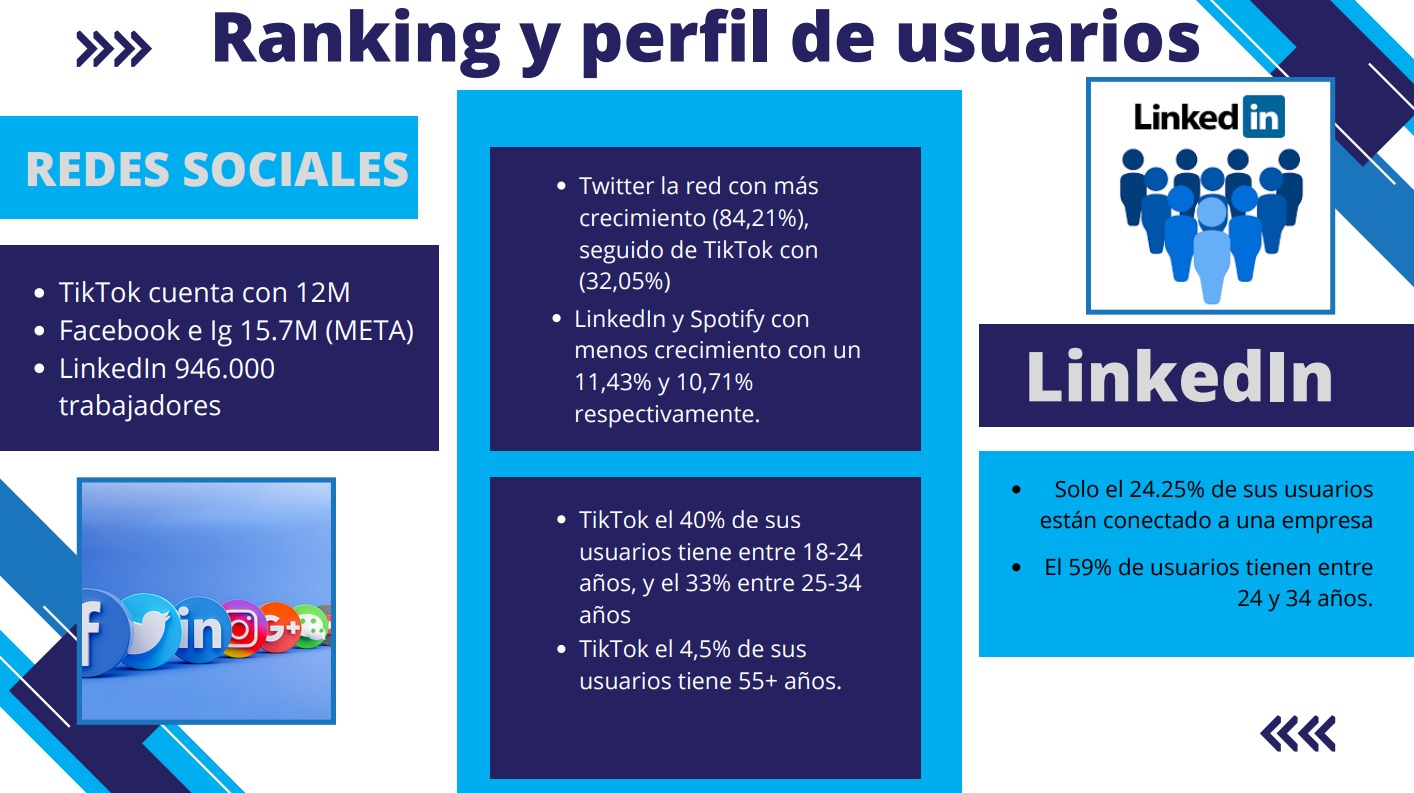 Ranking y perfil de usuarios
REDES SOCIALES
• TikTok cuenta con 12M
• Facebook e Ig 15.7M (META)
• LinkedIn 946.000
trabajadores
f
in
G+
• Twitter la red con más
crecimiento (84,21%),
seguido de TikTok con
(32,05%)
• LinkedIn y Spotify con
menos crecimiento con un
11,43% y 10,71%
respectivamente.
• TikTok el 40% de sus
usuarios tiene entre 18-24
años, y el 33% entre 25-34
años
• TikTok el 4,5% de sus
usuarios tiene 55+ años.
Linked in
LinkedIn
• Solo el 24.25% de sus usuarios
están conectado a una empresa
• El 59% de usuarios tienen entre
24 y 34 años.